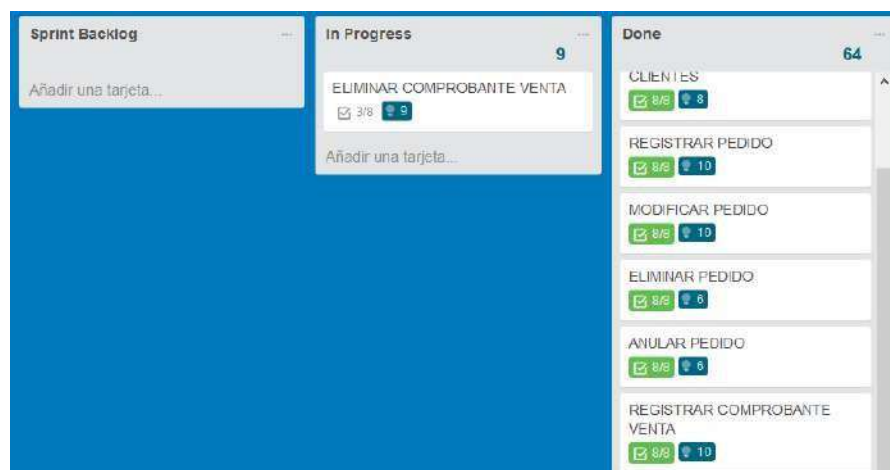 Sprint Backlog
Añadir una tarjeta...
In Progress
9
ELIMINAR COMPROBANTE VENTA
3/8 9
Añadir una tarjeta...
Done
64
CLIENTES
8/8 8
REGISTRAR PEDIDO
8/8 10
MODIFICAR PEDIDO
8/8 10
ELIMINAR PEDIDO
8/8 6
ANULAR PEDIDO
8/8 6
REGISTRAR COMPROBANTE
VENTA
8/8 10